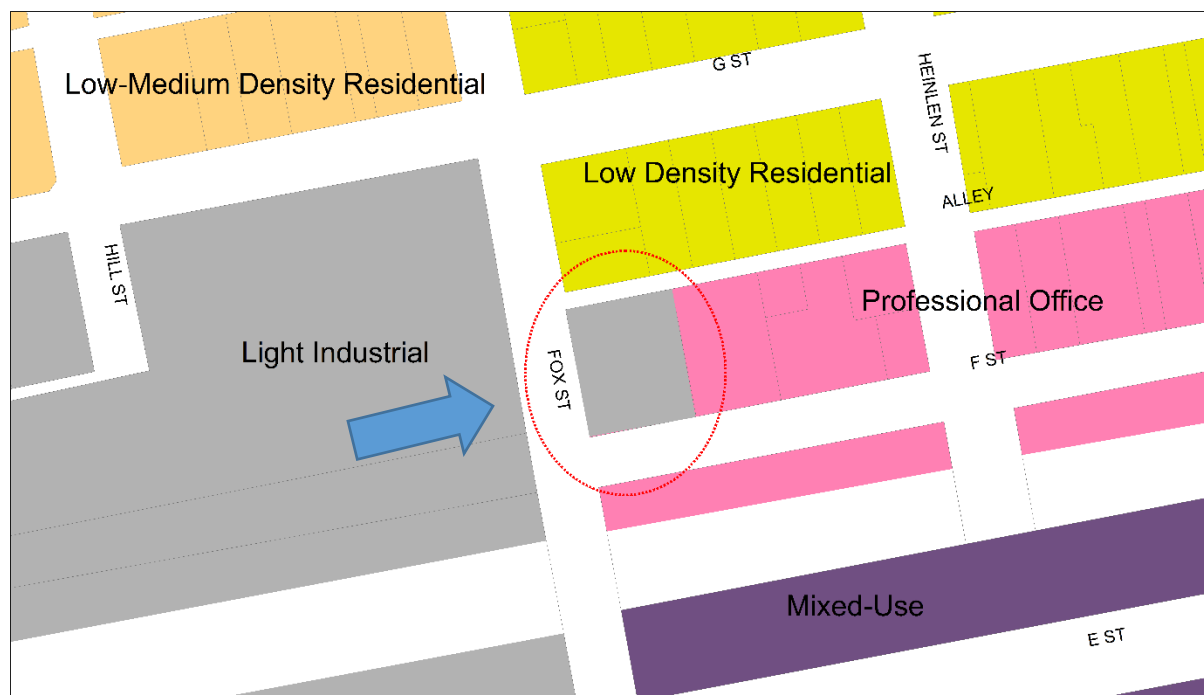 G ST
HEINLEN ST
Low-Medium Density Residential
Low Density Residential
ALLEY
HILL ST
Professional Office
Light Industrial
FOX ST
F ST
Mixed-Use
E ST